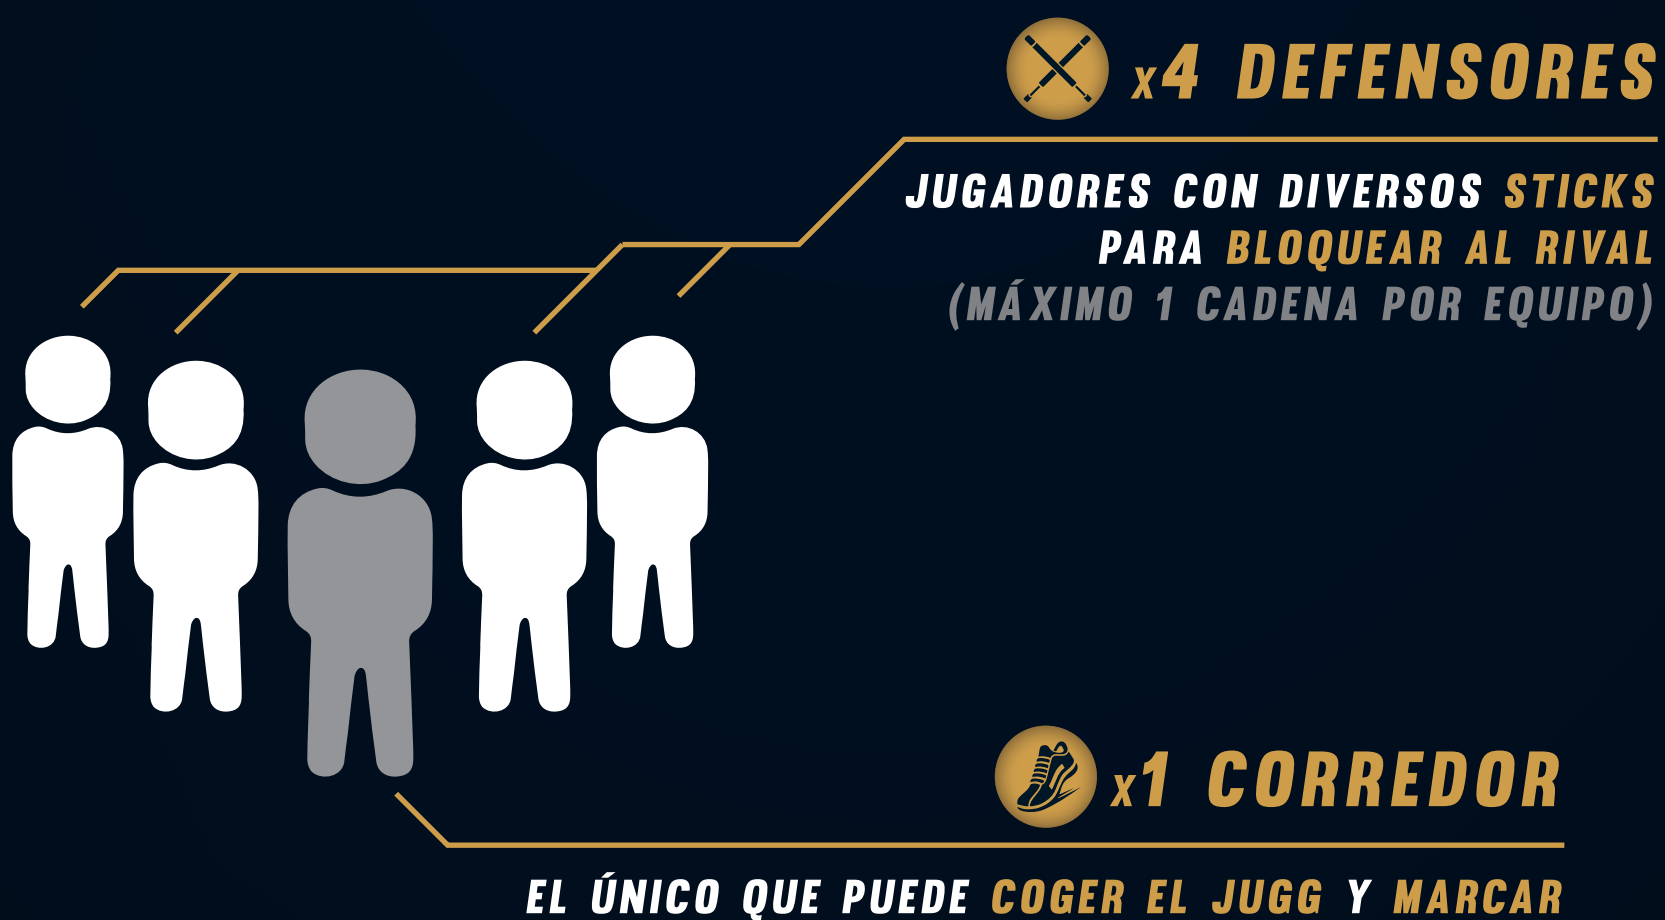 x4 DEFENSORES
JUGADORES CON DIVERSOS STICKS
PARA BLOQUEAR AL RIVAL
(MÁXIMO 1 CADENA POR EQUIPO)
x1 CORREDOR
EL ÚNICO QUE PUEDE COGER EL JUGG Y MARCAR